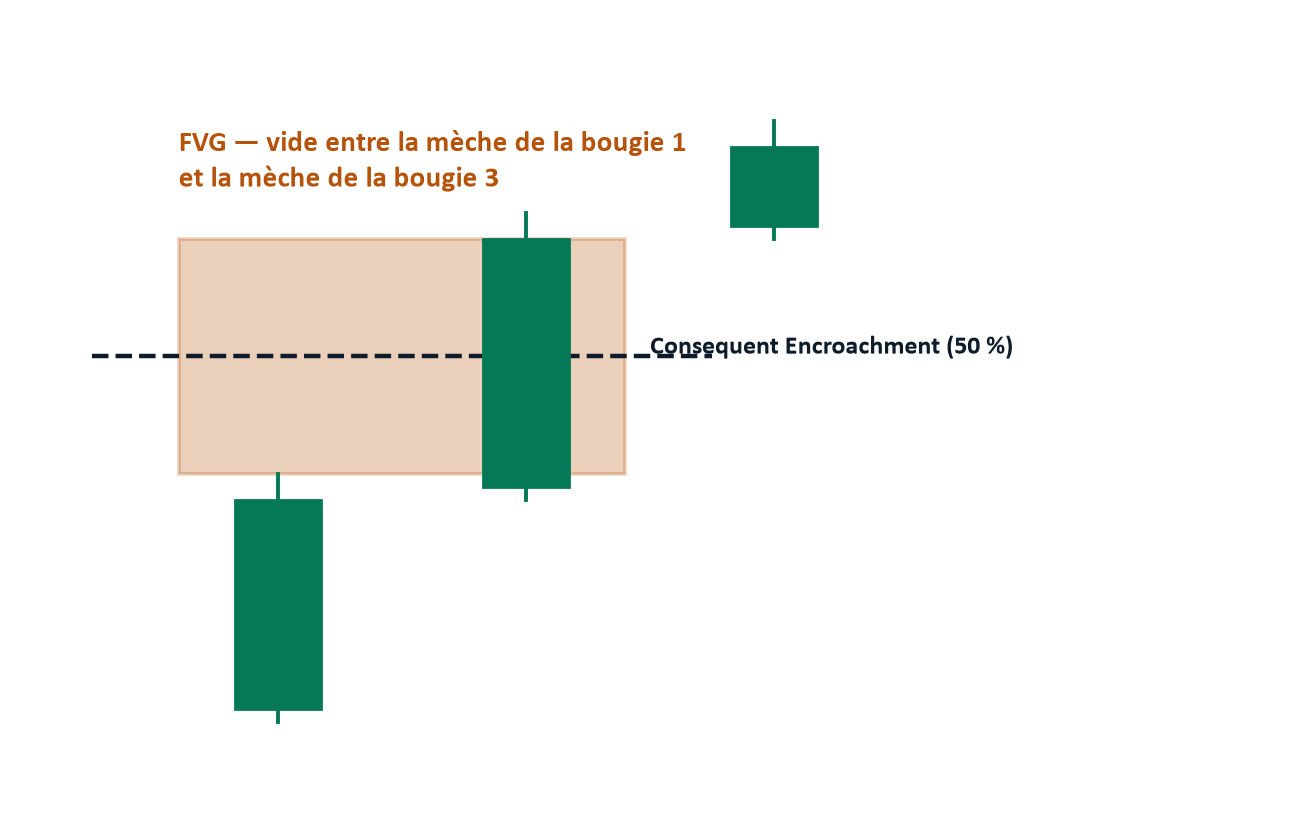 FVG — vide entre la mèche de la bougie 1
et la mèche de la bougie 3
Consequent Encroachment (50 %)